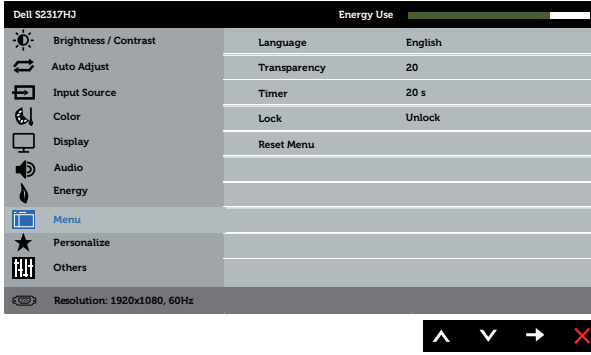 Dell S2317HJ Energy Use
Brightness / Contrast
Auto Adjust
Input Source
Color
Display
Audio
Energy
Menu
Personalize
Others
Language English
Transparency 20
Timer 20 s
Lock Unlock
Reset Menu
Resolution: 1920x1080, 60Hz